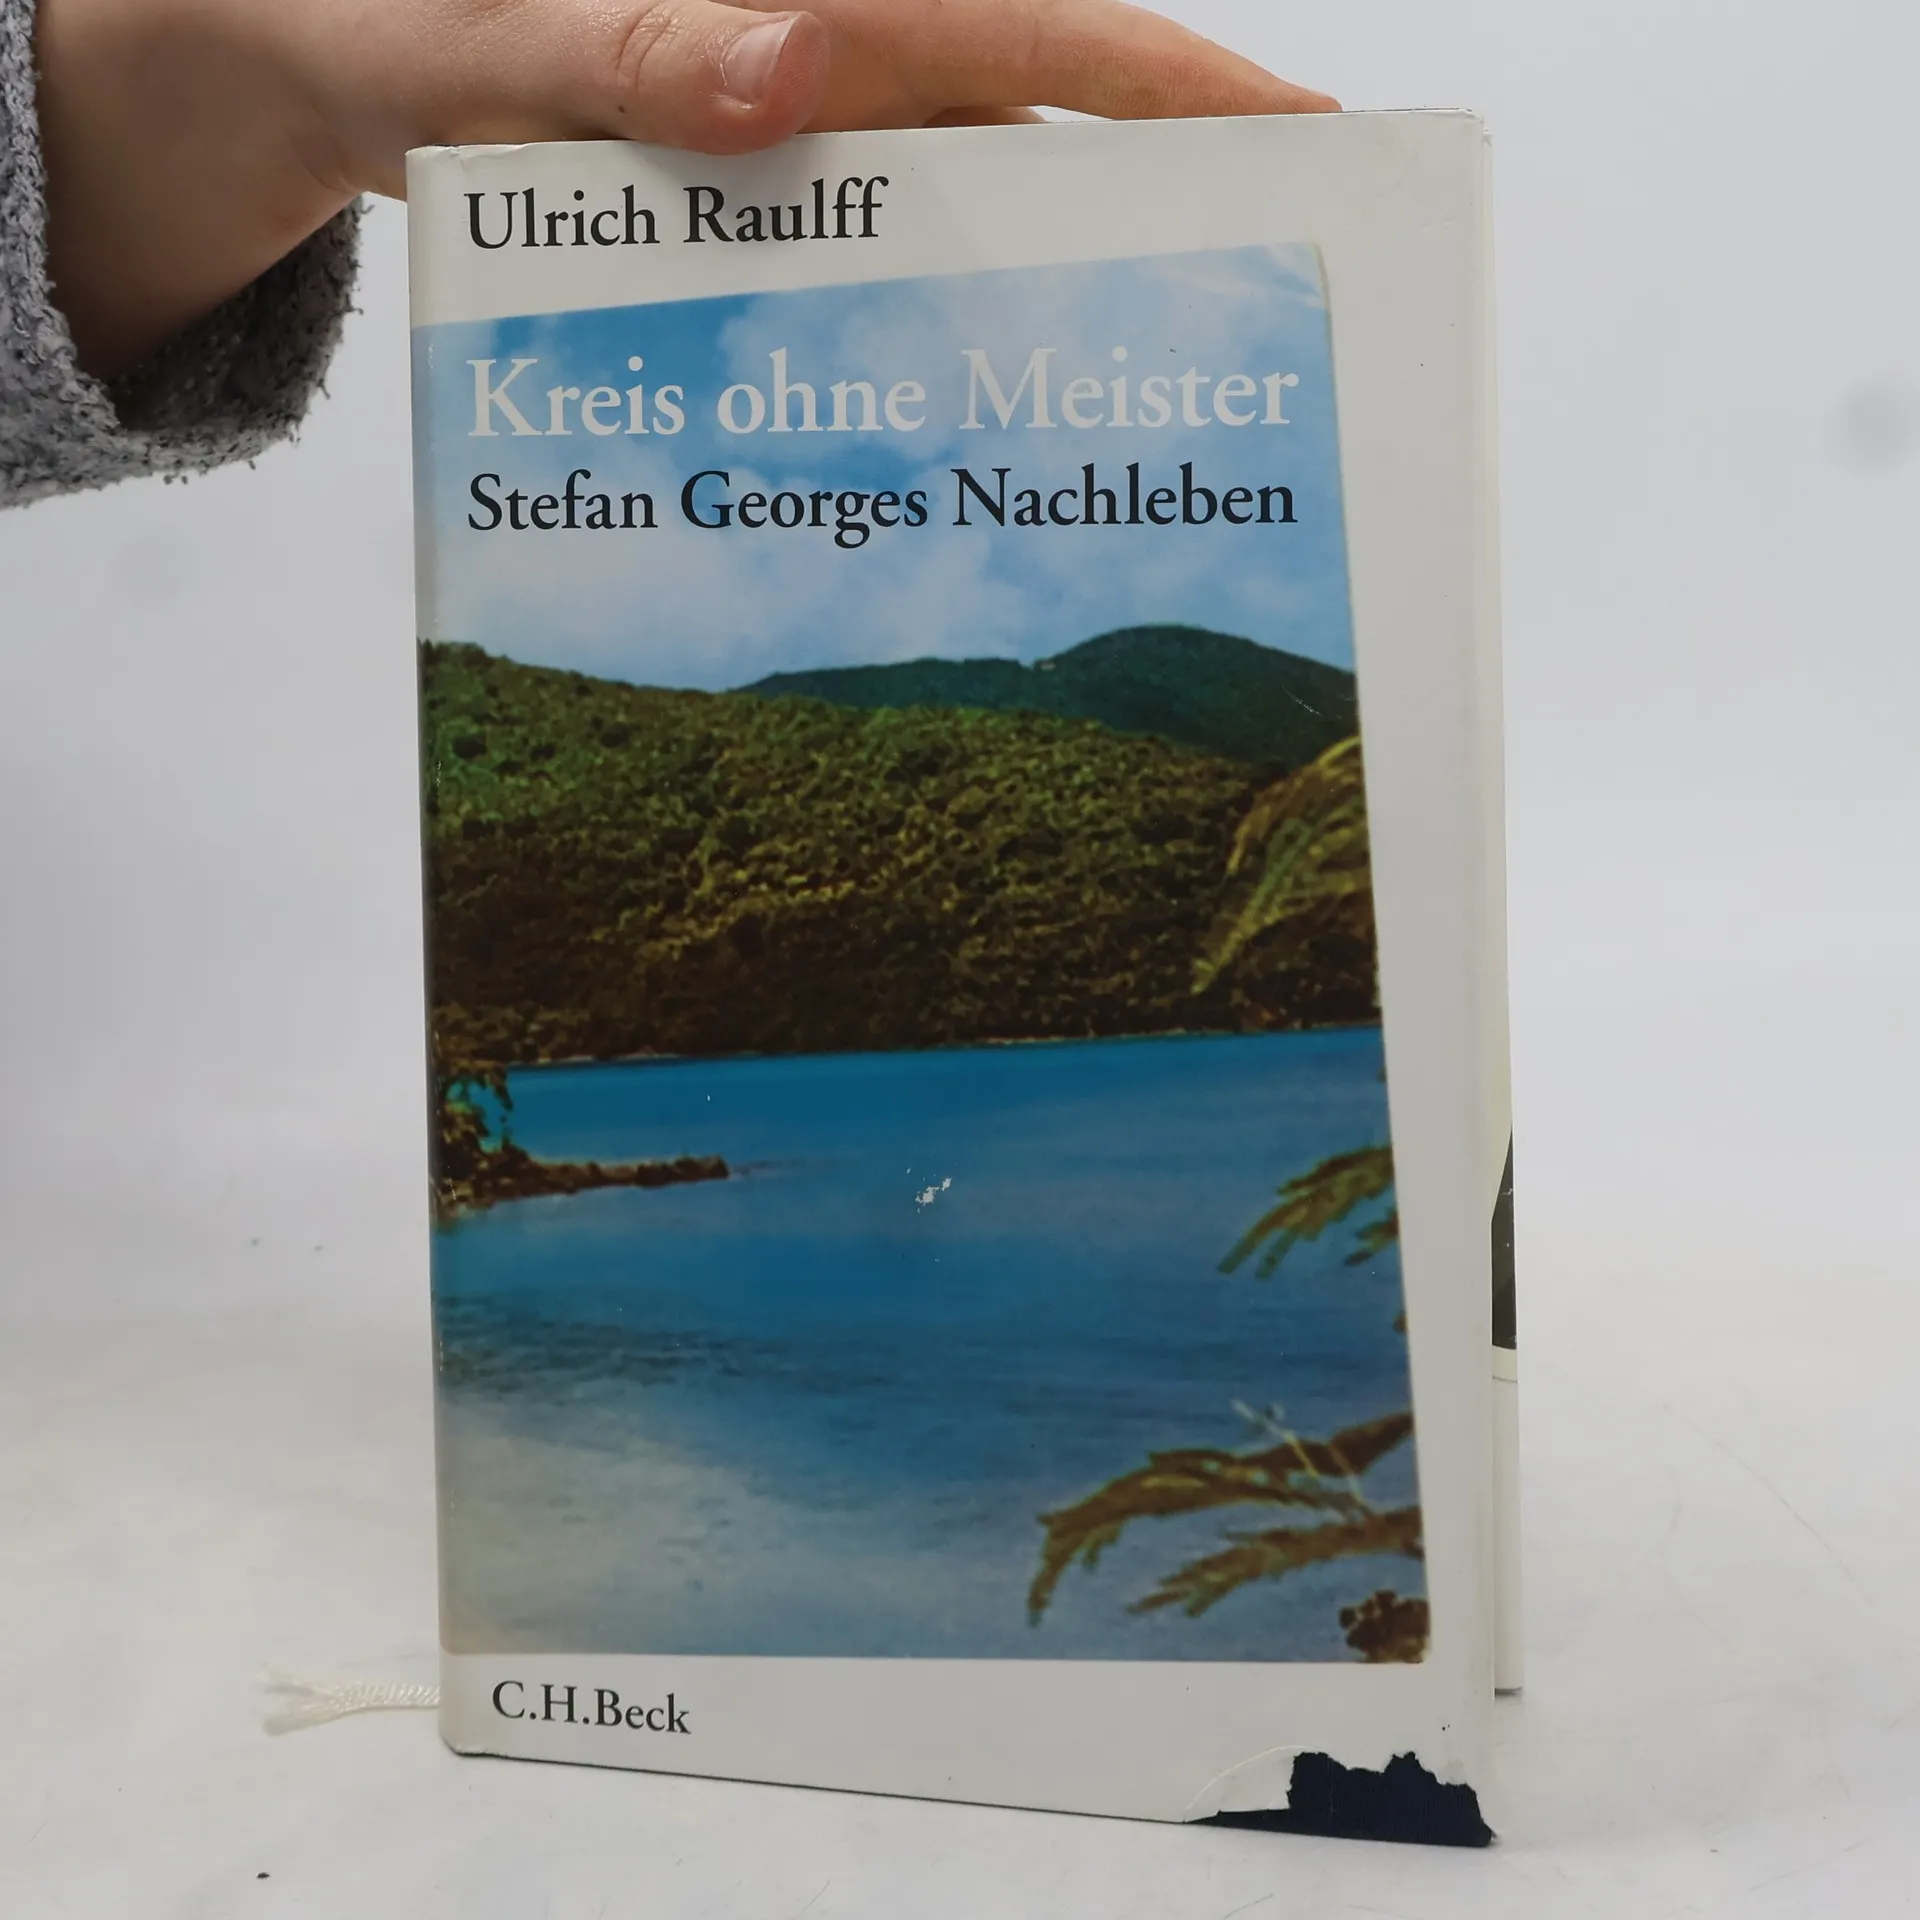 Ulrich Raulff
Kreis ohne Meister
Stefan Georges Nachleben
C.H.Beck